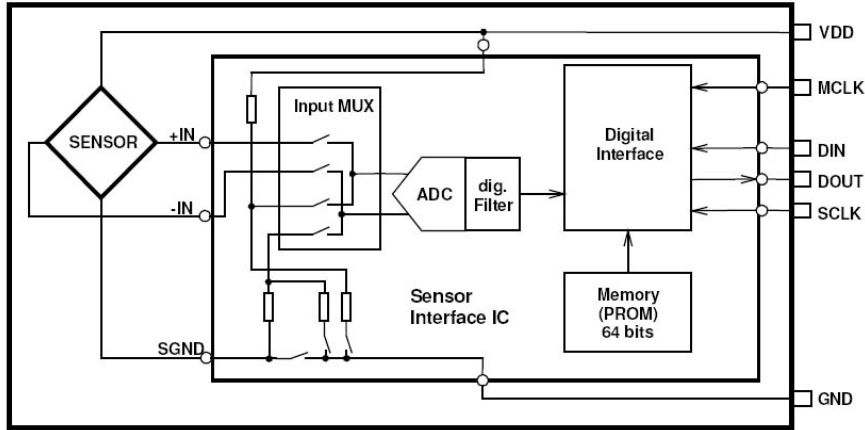 VDD
MCLK
Input MUX
+IN
SENSOR
Digital
Interface
DIN
DOUT
ADC
dig.
Filter
-IN
SCLK
Sensor
Interface IC
Memory
(PROM)
64 bits
SGND
GND